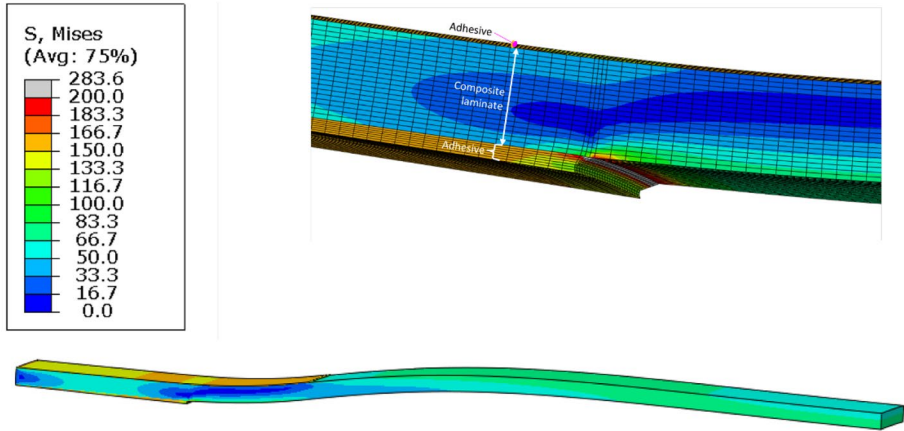 S, Mises
(Avg: 75%)
283.6
200.0
183.3
166.7
150.0
133.3
116.7
100.0
83.3
66.7
50.0
33.3
16.7
0.0
Adhesive
Composite
laminate
Adhesive